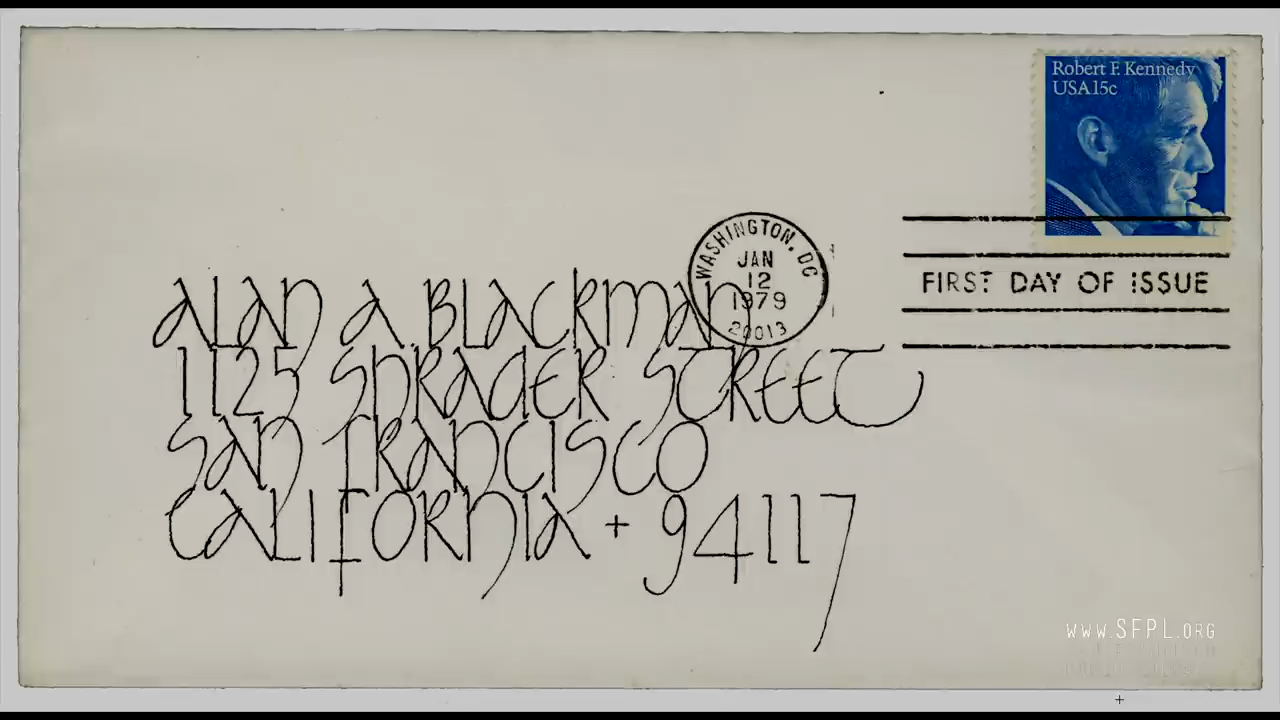 Robert F. Kennedy
USA 15c
WASHINGTON, DC
JAN
12
1979
20013
FIRST DAY OF ISSUE
ALAN A. BLACKMAN
1125 SHRADER STREET
SAN FRANCISCO
CALIFORNIA + 94117
WWW.SFPL.ORG